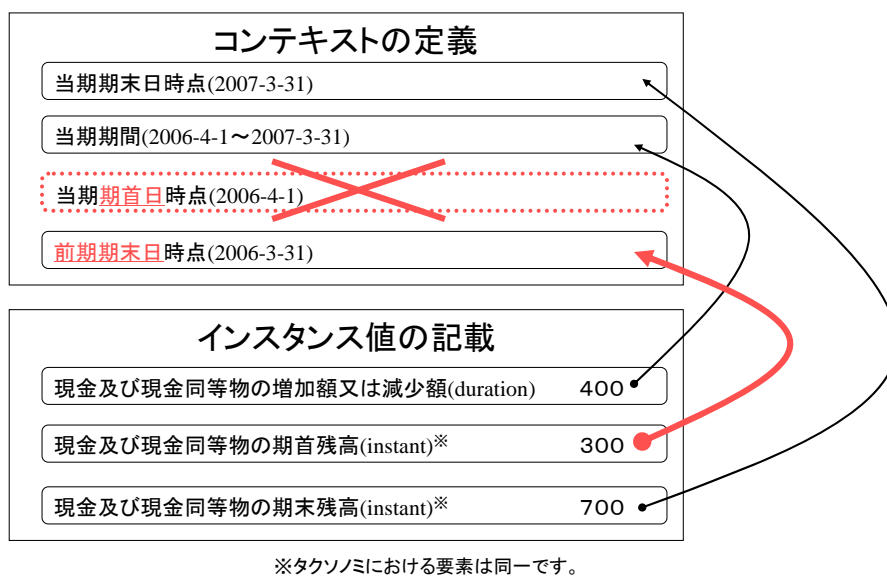 コンテキストの定義
当期期末日時点(2007-3-31)
当期期間(2006-4-1～2007-3-31)
当期期首日時点(2006-4-1)
前期期末日時点(2006-3-31)
インスタンス値の記載
現金及び現金同等物の増加額又は減少額(duration) 400
現金及び現金同等物の期首残高(instant)※ 300
現金及び現金同等物の期末残高(instant)※ 700
※タクソノミにおける要素は同一です。